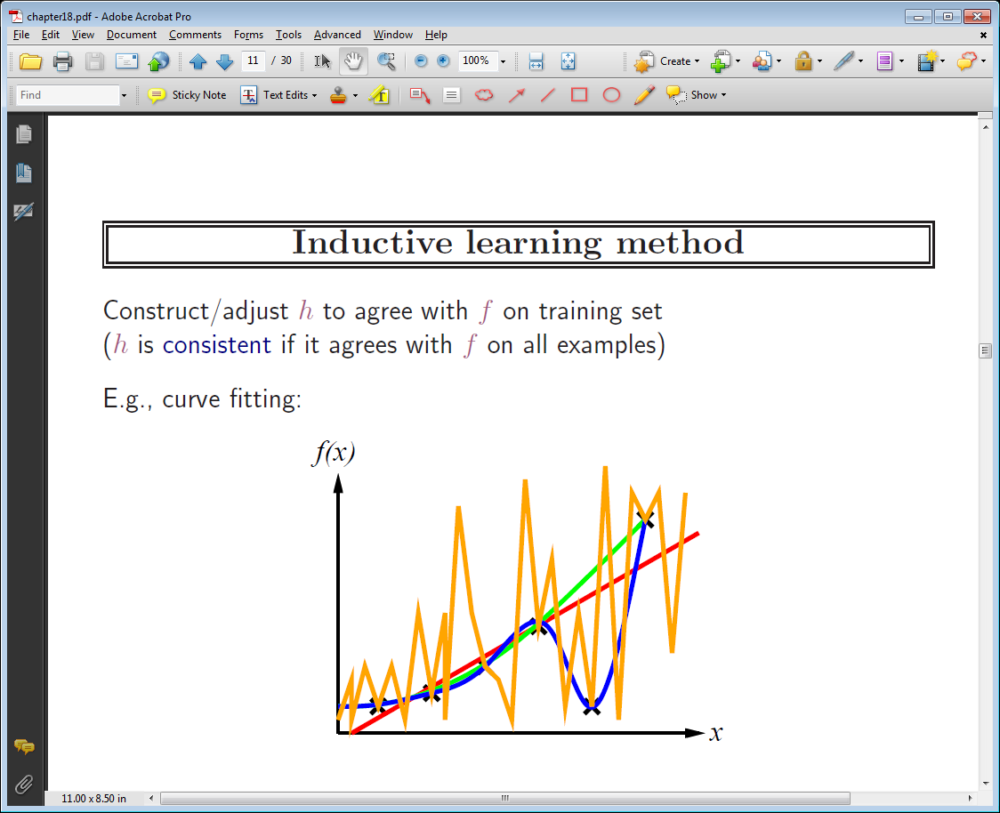 chapter18.pdf - Adobe Acrobat Pro
File Edit View Document Comments Forms Tools Advanced Window Help
11 / 30 100% Create
Find Sticky Note Text Edits Show
Inductive learning method
Construct/adjust h to agree with f on training set
(h is consistent if it agrees with f on all examples)
E.g., curve fitting:
f(x)
x
11.00 x 8.50 in